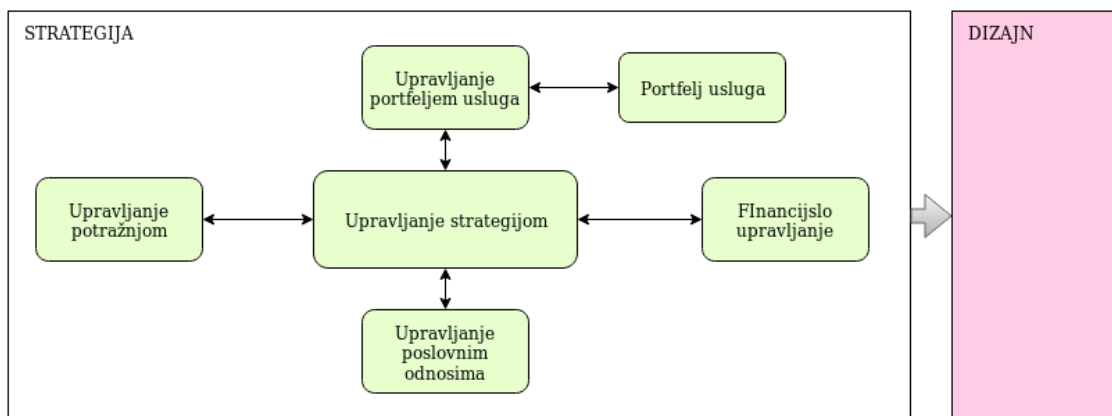 STRATEGIJA
DIZAJN
Upravljanje
portfeljem usluga
Portfelj usluga
Upravljanje
potražnjom
Upravljanje strategijom
FInancijslo
upravljanje
Upravljanje
poslovnim
odnosima